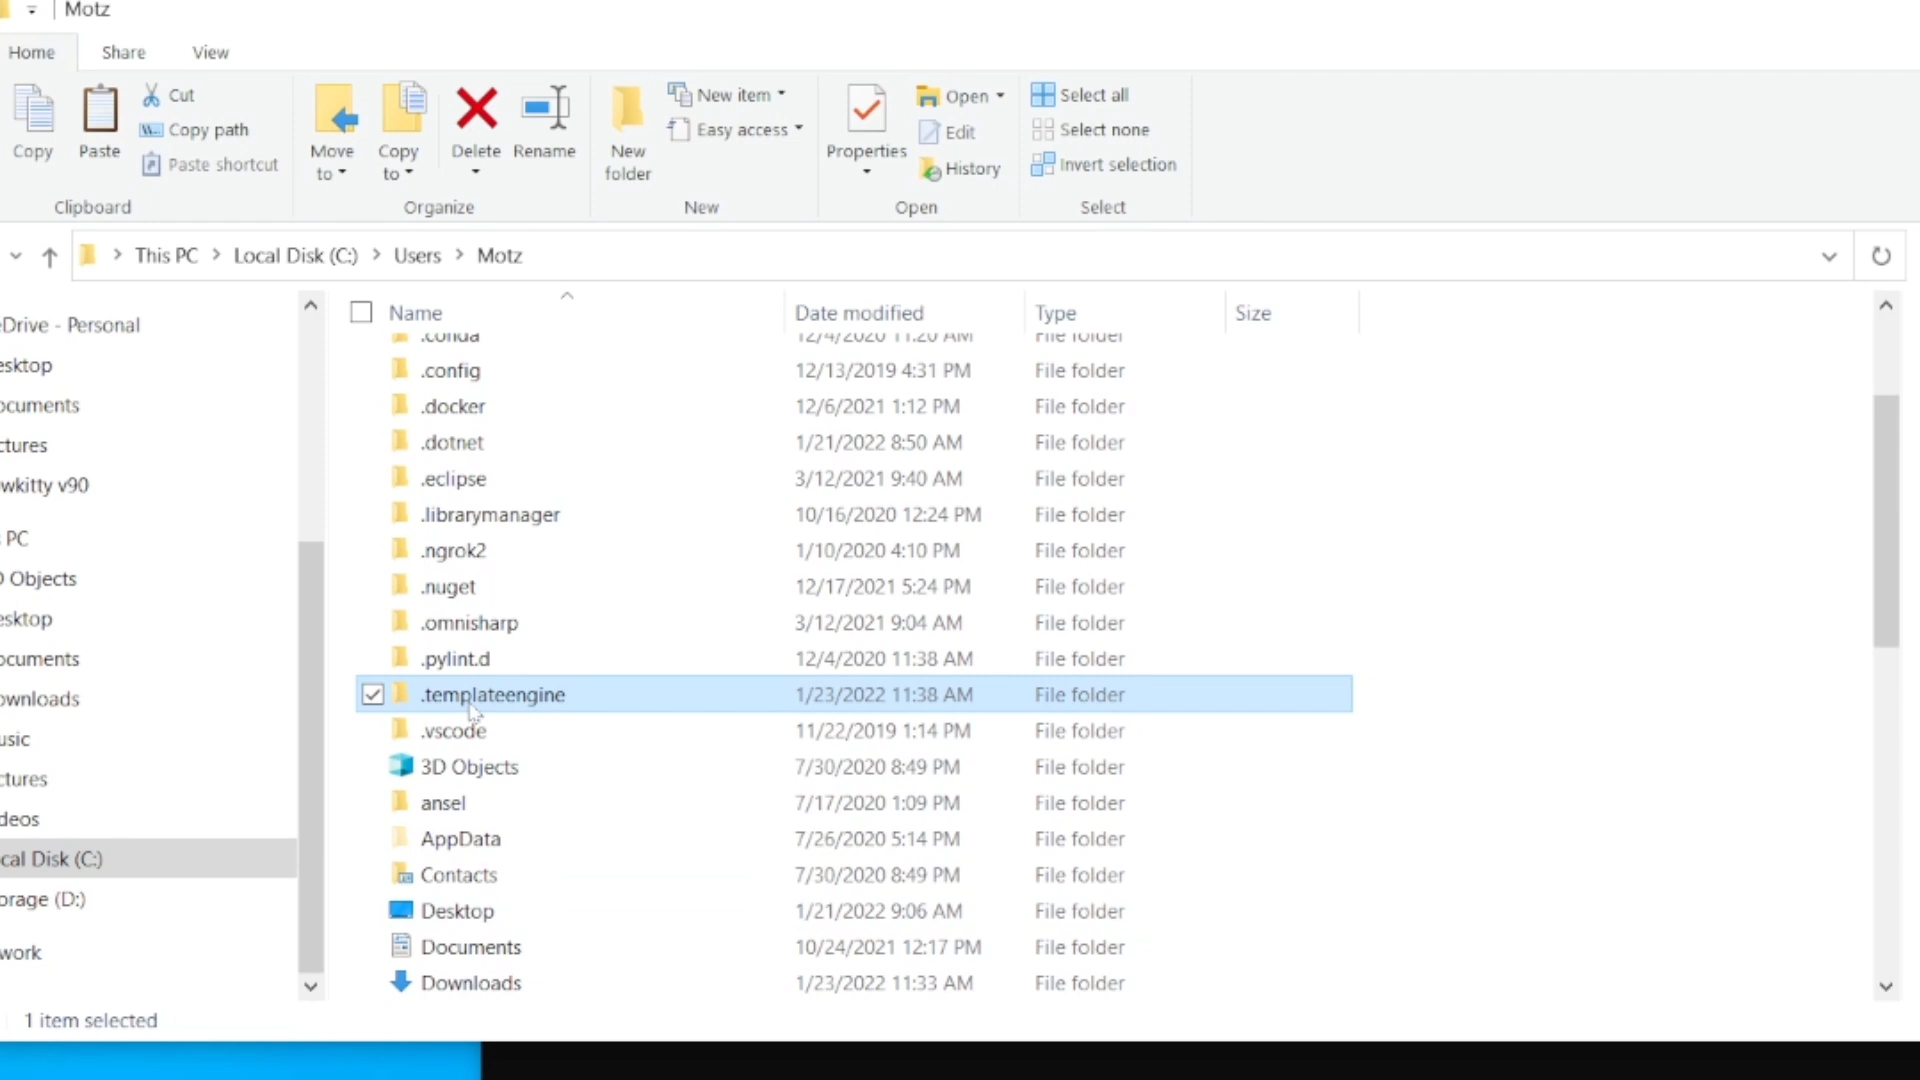 Motz
Home Share View
Copy
Paste
Cut
Copy path
Paste shortcut
Clipboard
Move to
Copy to
Delete
Rename
Organize
New folder
New item
Easy access
New
Properties
Open
Edit
History
Open
Select all
Select none
Invert selection
Select
This PC > Local Disk (C:) > Users > Motz
eDrive - Personal
esktop
ocuments
ctures
wkitty v90
s PC
D Objects
esktop
ocuments
ownloads
usic
ctures
deos
cal Disk (C:)
orage (D:)
work
Name Date modified Type Size
.conda 12/4/2020 11:20 AM File folder
.config 12/13/2019 4:31 PM File folder
.docker 12/6/2021 1:12 PM File folder
.dotnet 1/21/2022 8:50 AM File folder
.eclipse 3/12/2021 9:40 AM File folder
.librarymanager 10/16/2020 12:24 PM File folder
.ngrok2 1/10/2020 4:10 PM File folder
.nuget 12/17/2021 5:24 PM File folder
.omnisharp 3/12/2021 9:04 AM File folder
.pylint.d 12/4/2020 11:38 AM File folder
.templateengine 1/23/2022 11:38 AM File folder
.vscode 11/22/2019 1:14 PM File folder
3D Objects 7/30/2020 8:49 PM File folder
ansel 7/17/2020 1:09 PM File folder
AppData 7/26/2020 5:14 PM File folder
Contacts 7/30/2020 8:49 PM File folder
Desktop 1/21/2022 9:06 AM File folder
Documents 10/24/2021 12:17 PM File folder
Downloads 1/23/2022 11:33 AM File folder
1 item selected